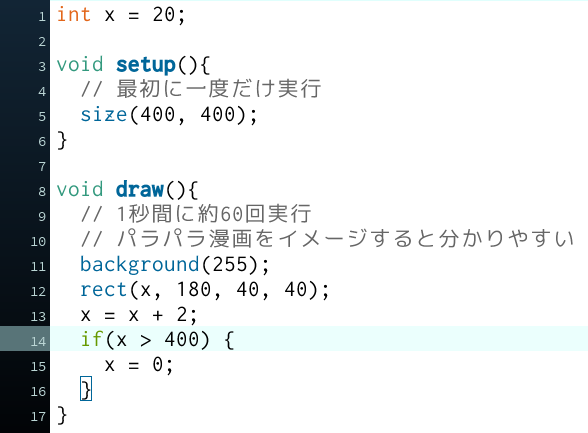 1 int x = 20;
2
3 void setup(){
4   // 最初に一度だけ実行
5   size(400, 400);
6 }
7
8 void draw(){
9   // 1秒間に約60回実行
10   // パラパラ漫画をイメージすると分かりやすい
11   background(255);
12   rect(x, 180, 40, 40);
13   x = x + 2;
14   if(x > 400) {
15     x = 0;
16   }
17 }